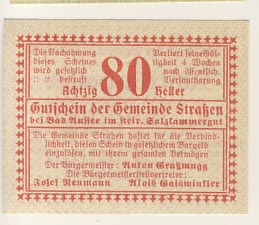 Die Nachahmung
dieses Scheines
wird gesetzlich
bestraft
80
Verliert seine Gül-
tigkeit 4 Wochen
nach öffentlich.
Verlautbarung
Achtzig Heller
Gutschein der Gemeinde Straßen
bei Bad Aussee im steir. Salzkammergut
Die Gemeinde Straßen haftet für die Verbind-
lichkeit, diesen Schein in gesetzlichem Bargeld
einzulösen, mit ihrem gesamten Vermögen
Der Bürgermeister: Anton Grogmugg
Die Bürgermeisterstellvertreter:
Josef Neumann Alois Gaiswinkler